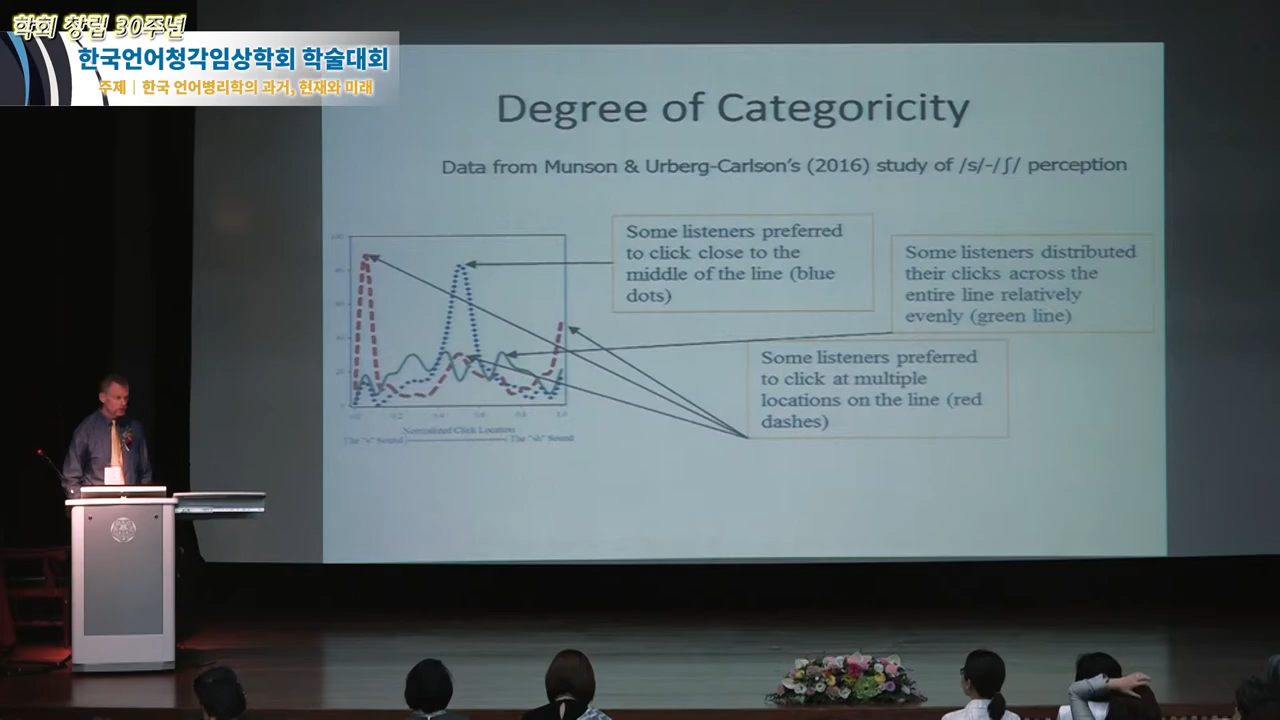 학회 창립 30주년
한국언어청각임상학회 학술대회
주제 | 한국 언어병리학의 과거, 현재와 미래
Degree of Categoricity
Data from Munson & Urberg-Carlson's (2016) study of /s/-/ʃ/ perception
Some listeners preferred
to click close to the
middle of the line (blue
dots)
Some listeners distributed
their clicks across the
entire line relatively
evenly (green line)
Some listeners preferred
to click at multiple
locations on the line (red
dashes)
Normalized Click Location
The "s" Sound
The "sh" Sound